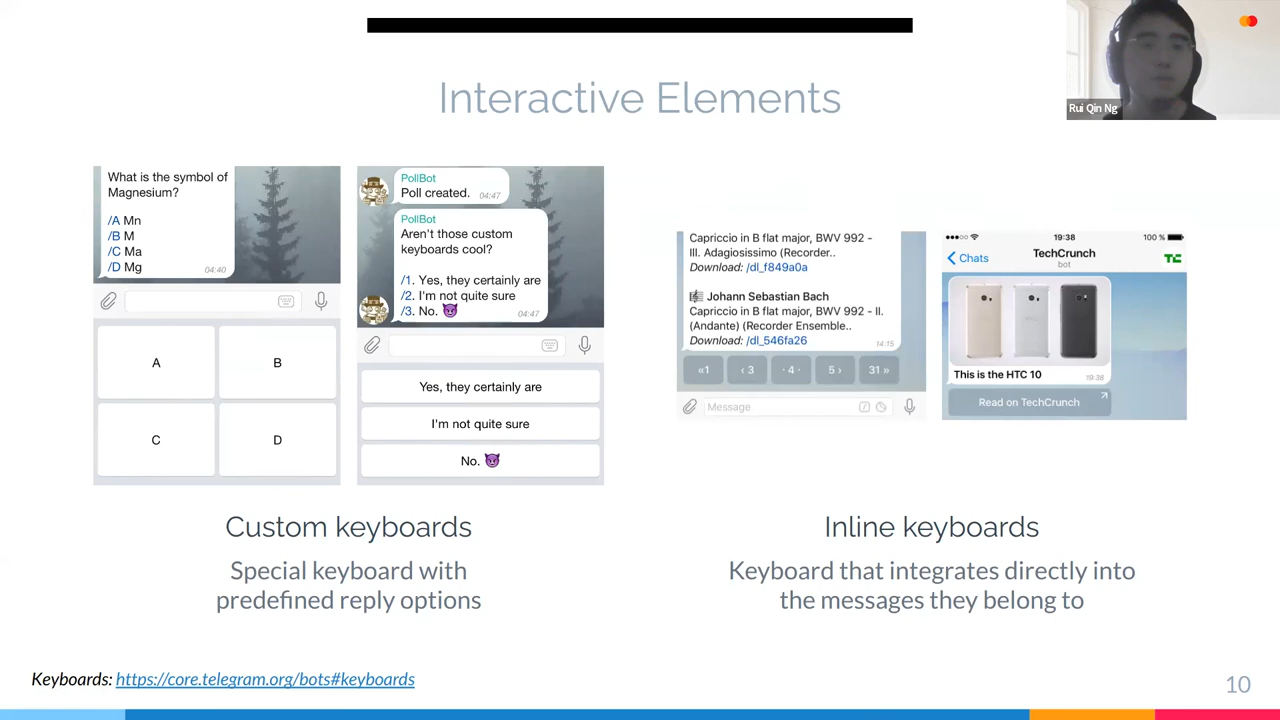 Interactive Elements
Rui Qin Ng
What is the symbol of
Magnesium?
/A Mn
/B M
/C Ma
/D Mg
04:40
A
B
C
D
PollBot
Poll created.
04:47
PollBot
Aren't those custom
keyboards cool?
/1. Yes, they certainly are
/2. I'm not quite sure
/3. No. 😈
04:47
Yes, they certainly are
I'm not quite sure
No. 😈
Capriccio in B flat major, BWV 992 -
III. Adagiosissimo (Recorder..
Download: /dl_f849a0a
🎼 Johann Sebastian Bach
Capriccio in B flat major, BWV 992 - II.
(Andante) (Recorder Ensemble..
Download: /dl_546fa26
14:15
«1 ‹ 3 · 4 · 5 › 31 »
Message
19:38 100 %
Chats TechCrunch
bot
This is the HTC 10
19:38
Read on TechCrunch
Custom keyboards
Special keyboard with
predefined reply options
Inline keyboards
Keyboard that integrates directly into
the messages they belong to
Keyboards: https://core.telegram.org/bots#keyboards
10